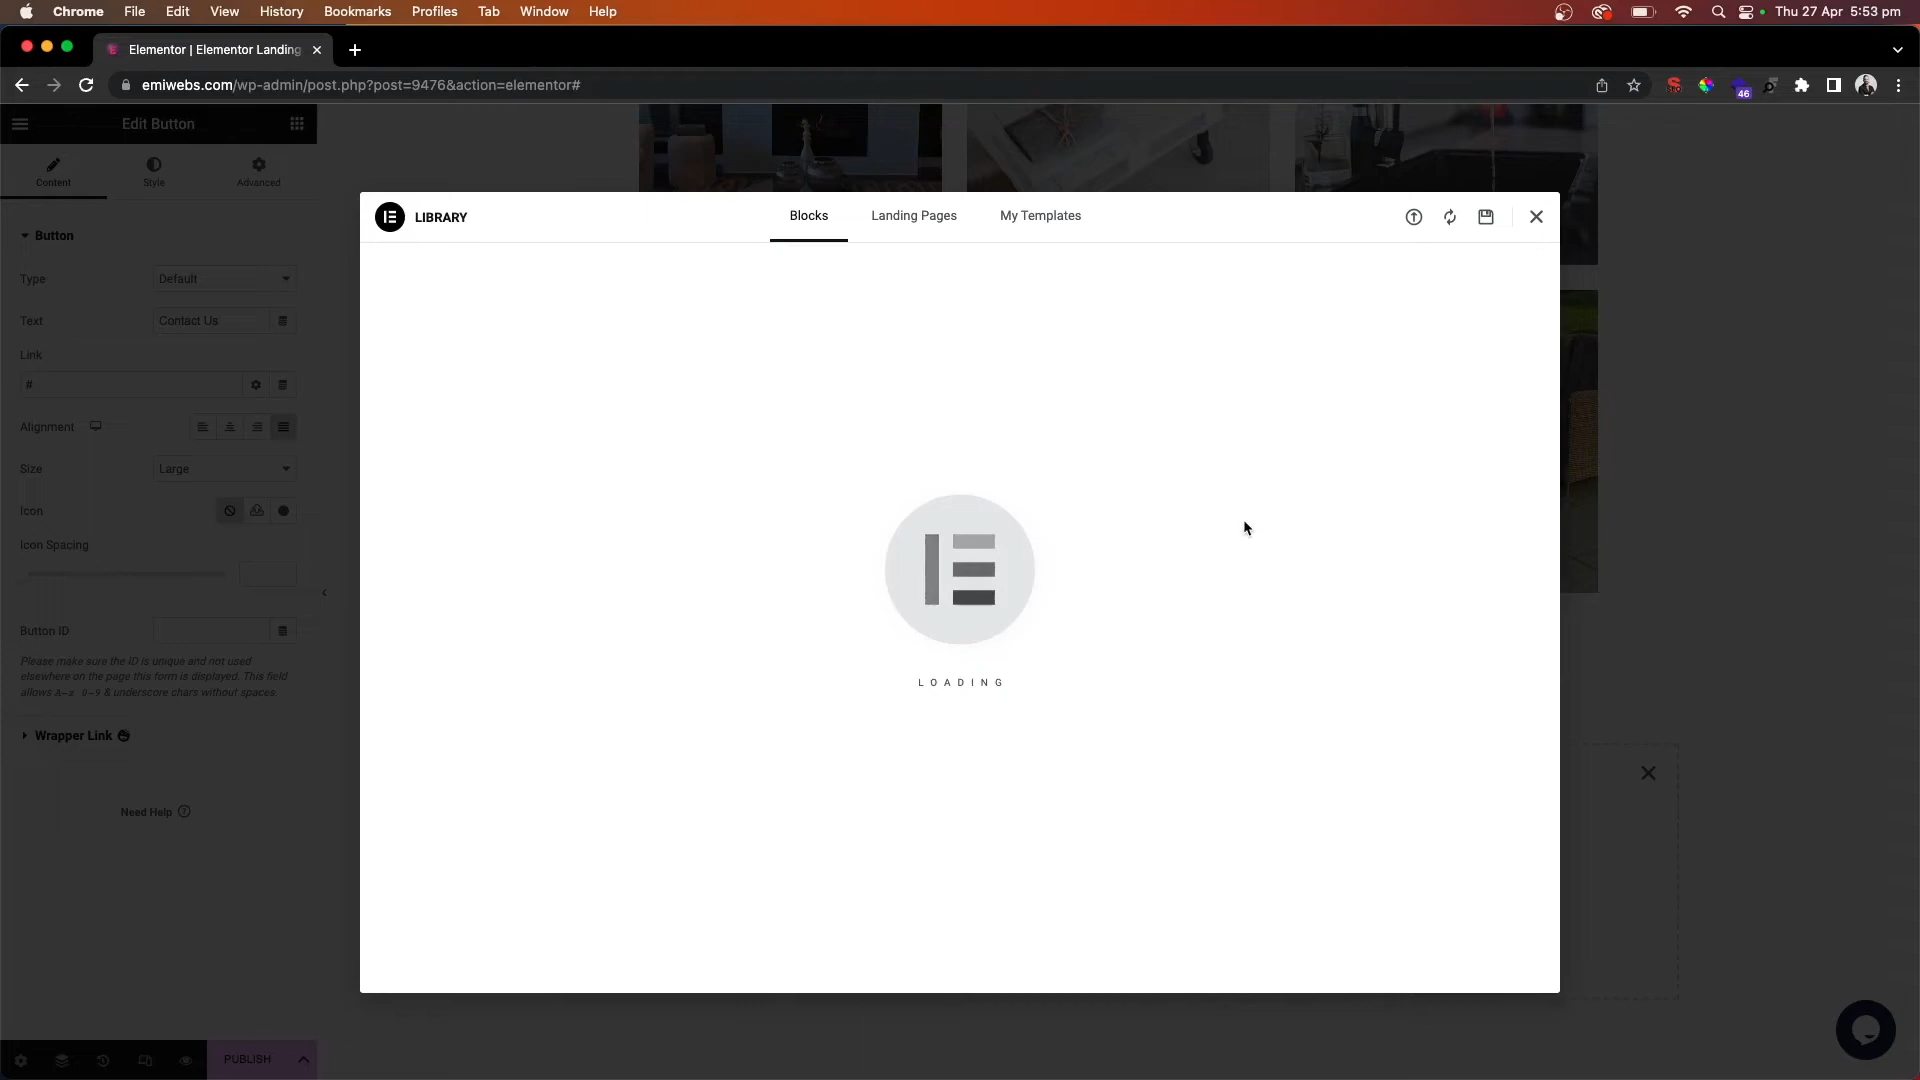 Chrome File Edit View History Bookmarks Profiles Tab Window Help Thu 27 Apr 5:53 pm
Elementor | Elementor Landing
emiwebs.com/wp-admin/post.php?post=9476&action=elementor#
46
Edit Button
Content Style Advanced
LIBRARY Blocks Landing Pages My Templates
Button
Type Default
Text Contact Us
Link
#
Alignment
Size Large
Icon
Icon Spacing
Button ID
Please make sure the ID is unique and not used
elsewhere on the page this form is displayed. This field
allows A-z 0-9 & underscore chars without spaces.
Wrapper Link
Need Help
LOADING
PUBLISH